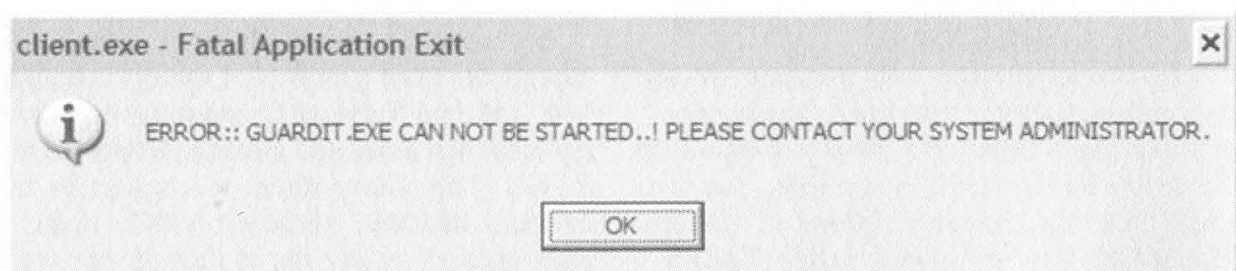 client.exe - Fatal Application Exit
ERROR:: GUARDIT.EXE CAN NOT BE STARTED..! PLEASE CONTACT YOUR SYSTEM ADMINISTRATOR.
OK